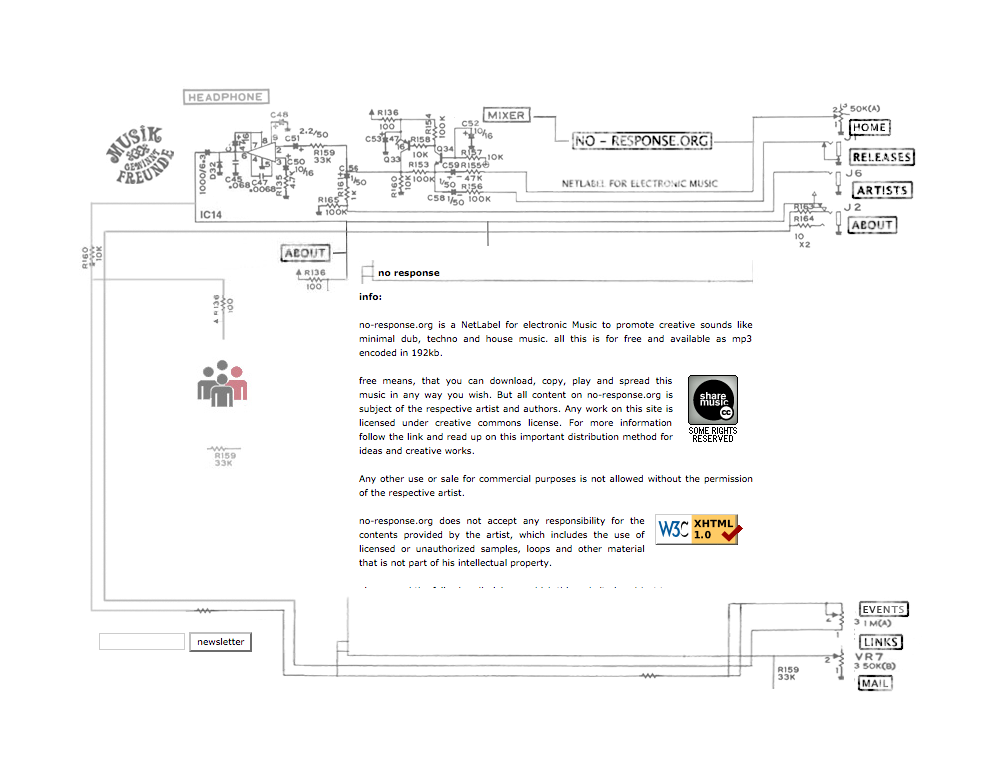 HEADPHONE
MUSIK
GEWINNT
FREUNDE
C48
C51
2.2/50
R159
33K
C50
10/16
R135
4.7K
C45
.068
C47
.0068
D32
1000/6×3
IC14
R165
100K
R161
1K
C56
1/50
R136
100
C53
Q33
R158
10K
R153
100K
R160
10K
R154
100K
Q34
C52
10/16
R157
10K
C59
R155
47K
R156
C58
1/50
MIXER
NO - RESPONSE.ORG
NETLABLE FOR ELECTRONIC MUSIC
50K(A)
HOME
RELEASES
J6
ARTISTS
J2
R163
R164
10
X2
ABOUT
R160
10K
ABOUT
R136
100
R136
100
R159
33K
no response
info:
no-response.org is a NetLabel for electronic Music to promote creative sounds like
minimal dub, techno and house music. all this is for free and available as mp3
encoded in 192kb.
free means, that you can download, copy, play and spread this
music in any way you wish. But all content on no-response.org is
subject of the respective artist and authors. Any work on this site is
licensed under creative commons license. For more information
follow the link and read up on this important distribution method for
ideas and creative works.
share
music
cc
SOME RIGHTS
RESERVED
Any other use or sale for commercial purposes is not allowed without the permission
of the respective artist.
no-response.org does not accept any responsibility for the
contents provided by the artist, which includes the use of
licensed or unauthorized samples, loops and other material
that is not part of his intellectual property.
W3C XHTML
1.0
newsletter
EVENTS
2
3 1M(A)
1
LINKS
VR7
2
3 50K(B)
1
MAIL
R159
33K